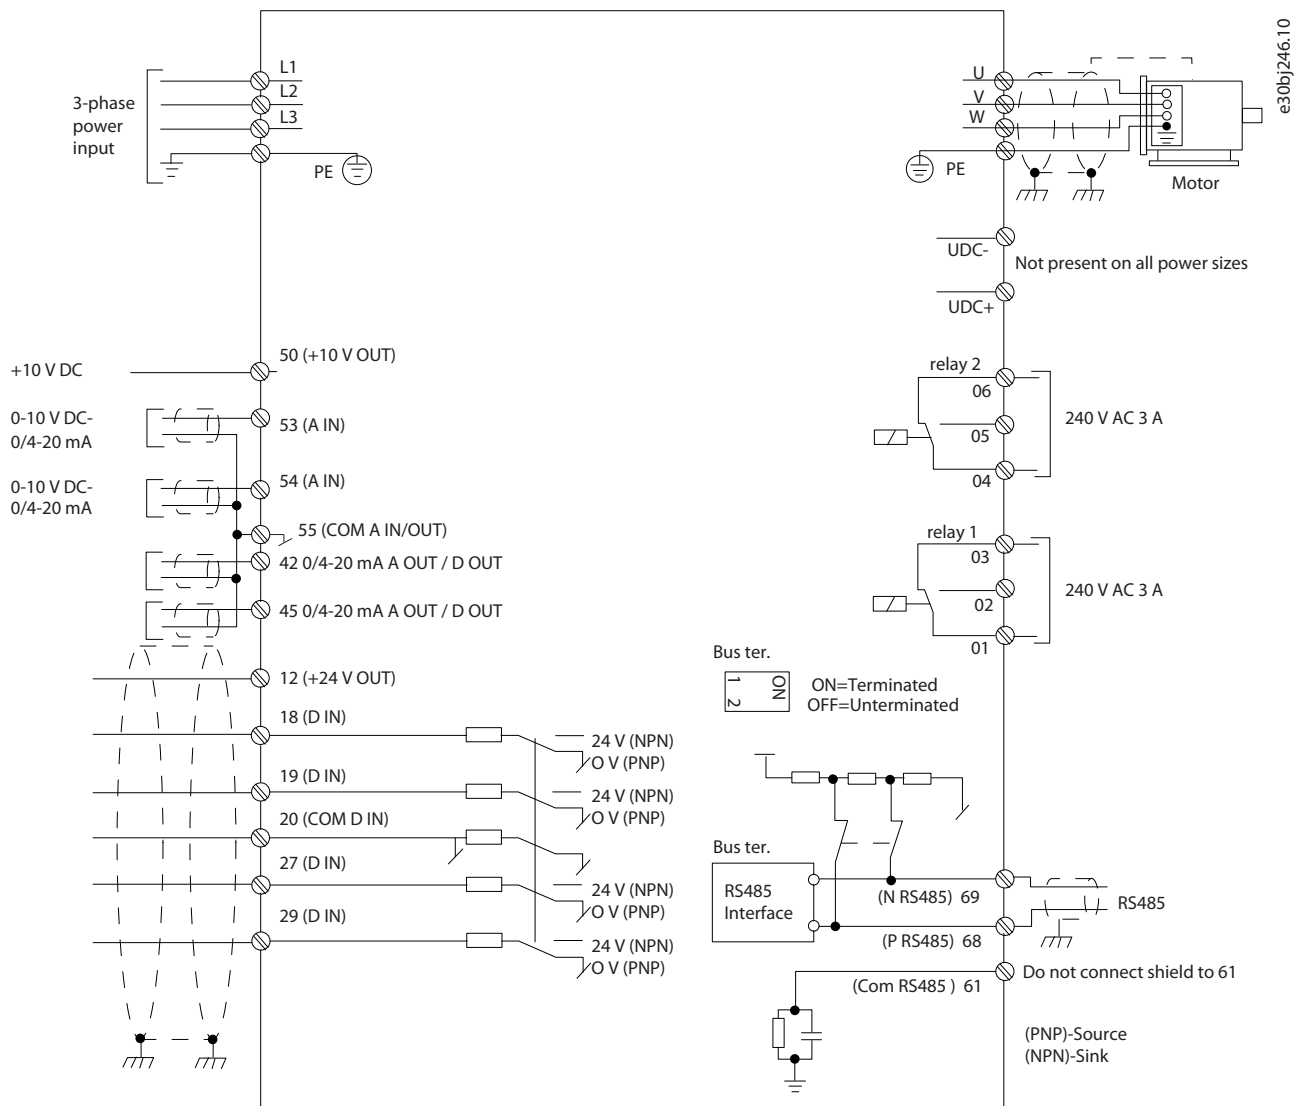 e30bj246.10
3-phase
power
input
L1
L2
L3
PE
U
V
W
PE
Motor
UDC-
Not present on all power sizes
UDC+
+10 V DC
50 (+10 V OUT)
0-10 V DC-
0/4-20 mA
53 (A IN)
0-10 V DC-
0/4-20 mA
54 (A IN)
55 (COM A IN/OUT)
42 0/4-20 mA A OUT / D OUT
45 0/4-20 mA A OUT / D OUT
12 (+24 V OUT)
18 (D IN)
24 V (NPN)
O V (PNP)
19 (D IN)
24 V (NPN)
O V (PNP)
20 (COM D IN)
27 (D IN)
24 V (NPN)
O V (PNP)
29 (D IN)
24 V (NPN)
O V (PNP)
relay 2
06
05
04
240 V AC 3 A
relay 1
03
02
01
240 V AC 3 A
Bus ter.
1
2
ON
ON=Terminated
OFF=Unterminated
Bus ter.
RS485
Interface
(N RS485) 69
RS485
(P RS485) 68
(Com RS485 ) 61
Do not connect shield to 61
(PNP)-Source
(NPN)-Sink